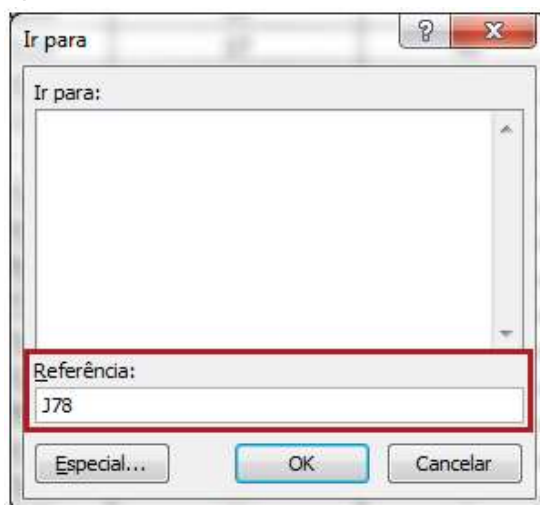 Ir para
Ir para:
Referência:
J78
Especial...
OK
Cancelar